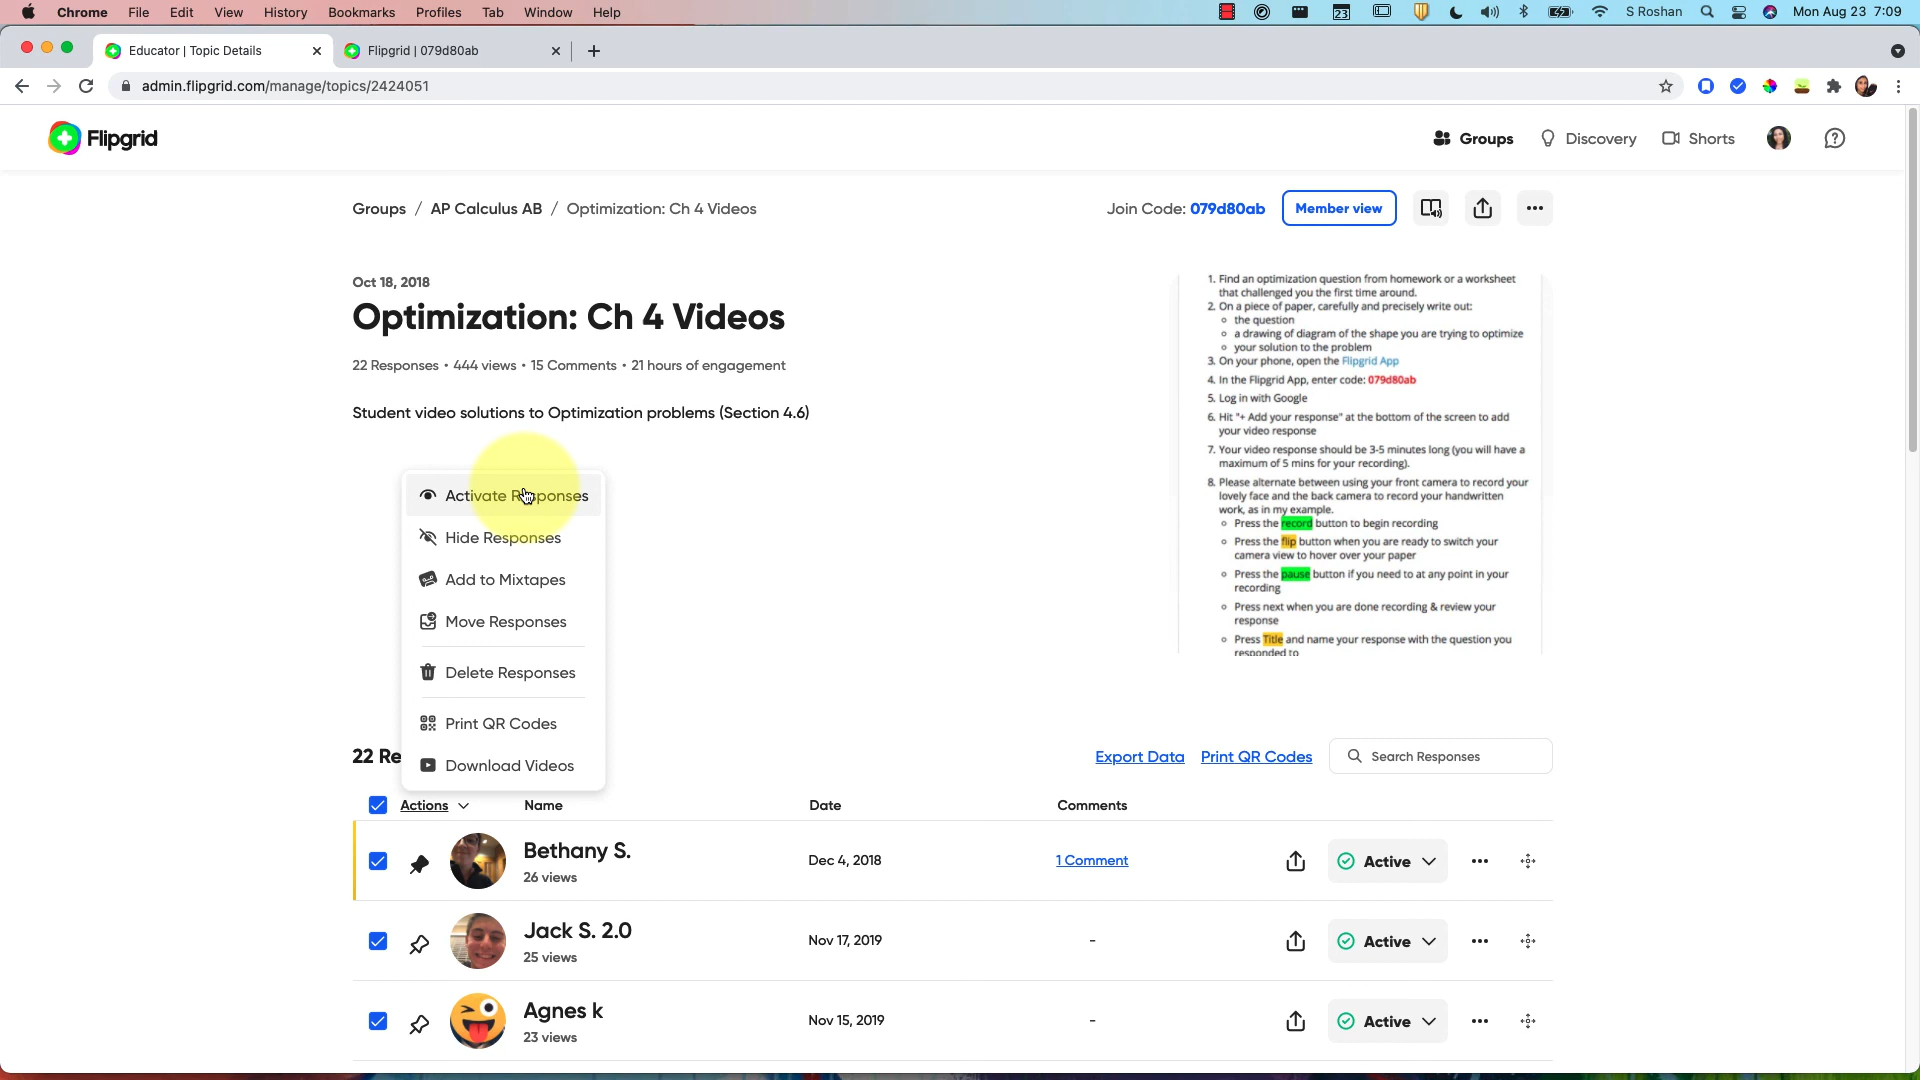 Chrome File Edit View History Bookmarks Profiles Tab Window Help
23 S Roshan Mon Aug 23 7:09
Educator | Topic Details
Flipgrid | 079d80ab
admin.flipgrid.com/manage/topics/2424051
Flipgrid
Groups Discovery Shorts
Groups / AP Calculus AB / Optimization: Ch 4 Videos
Join Code: 079d80ab Member view
Oct 18, 2018
Optimization: Ch 4 Videos
22 Responses • 444 views • 15 Comments • 21 hours of engagement
Student video solutions to Optimization problems (Section 4.6)
1. Find an optimization question from homework or a worksheet
that challenged you the first time around.
2. On a piece of paper, carefully and precisely write out:
the question
a drawing of diagram of the shape you are trying to optimize
your solution to the problem
3. On your phone, open the Flipgrid App
4. In the Flipgrid App, enter code: 079d80ab
5. Log in with Google
6. Hit "+ Add your response" at the bottom of the screen to add
your video response
7. Your video response should be 3-5 minutes long (you will have a
maximum of 5 mins for your recording).
8. Please alternate between using your front camera to record your
lovely face and the back camera to record your handwritten
work, as in my example.
Press the record button to begin recording
Press the flip button when you are ready to switch your
camera view to hover over your paper
Press the pause button if you need to at any point in your
recording
Press next when you are done recording & review your
response
Press Title and name your response with the question you
responded to
Activate Responses
Hide Responses
Add to Mixtapes
Move Responses
Delete Responses
Print QR Codes
Download Videos
22 Re
Export Data Print QR Codes Search Responses
Actions Name Date Comments
Bethany S.
26 views
Dec 4, 2018
1 Comment
Active
Jack S. 2.0
25 views
Nov 17, 2019
-
Active
Agnes k
23 views
Nov 15, 2019
-
Active